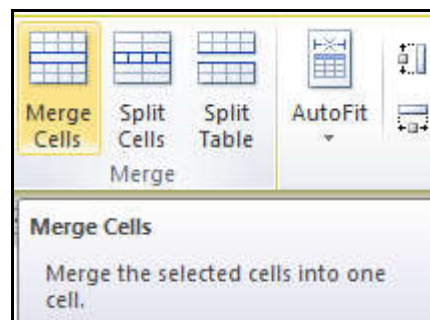 Merge Split Split AutoFit
Cells Cells Table
Merge
Merge Cells
Merge the selected cells into one
cell.